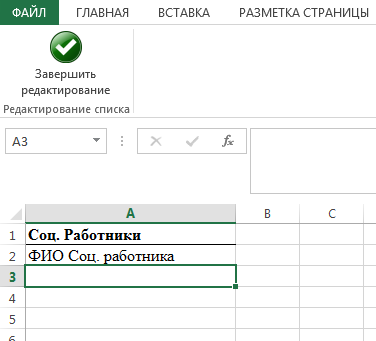 ФАЙЛ ГЛАВНАЯ ВСТАВКА РАЗМЕТКА СТРАНИЦЫ
Завершить
редактирование
Редактирование списка
A3 fx
A B C
1 Соц. Работники
2 ФИО Соц. работника
3
4
5
6